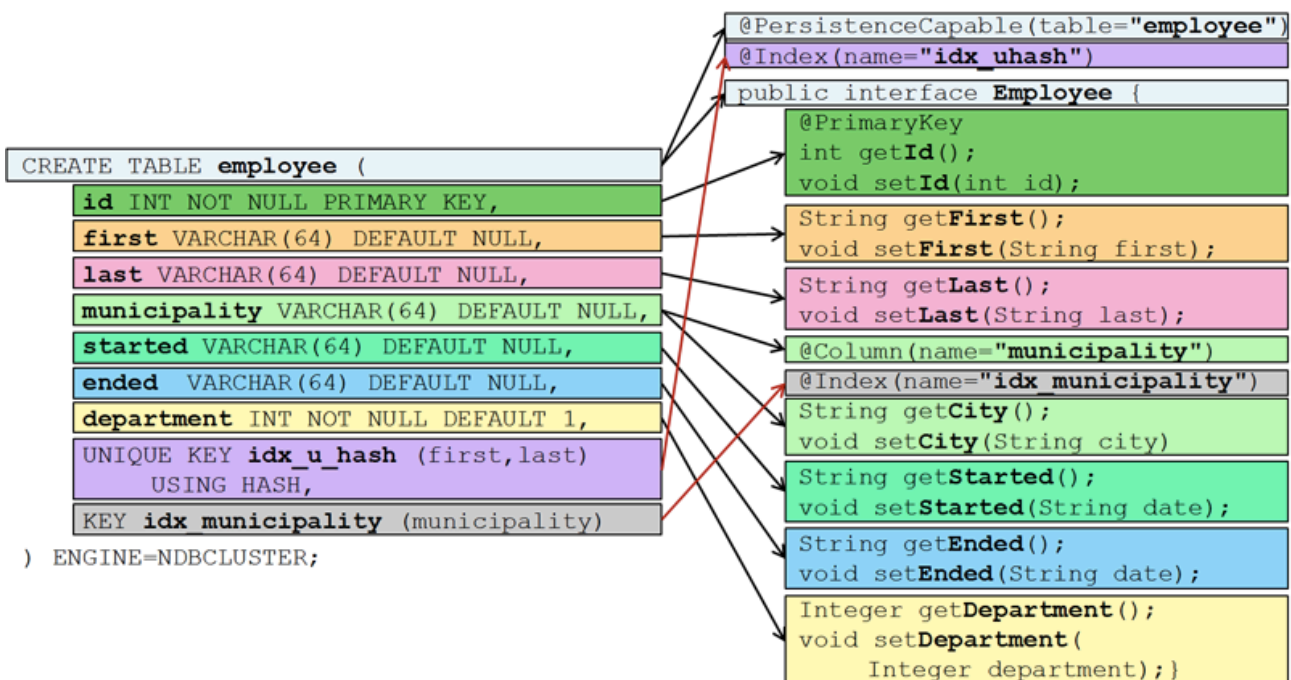 CREATE TABLE employee (
id INT NOT NULL PRIMARY KEY,
first VARCHAR(64) DEFAULT NULL,
last VARCHAR(64) DEFAULT NULL,
municipality VARCHAR(64) DEFAULT NULL,
started VARCHAR(64) DEFAULT NULL,
ended  VARCHAR(64) DEFAULT NULL,
department INT NOT NULL DEFAULT 1,
UNIQUE KEY idx_u_hash (first,last)
USING HASH,
KEY idx_municipality (municipality)
) ENGINE=NDBCLUSTER;
@PersistenceCapable(table="employee")
@Index(name="idx_uhash")
public interface Employee {
@PrimaryKey
int getId();
void setId(int id);
String getFirst();
void setFirst(String first);
String getLast();
void setLast(String last);
@Column(name="municipality")
@Index(name="idx_municipality")
String getCity();
void setCity(String city)
String getStarted();
void setStarted(String date);
String getEnded();
void setEnded(String date);
Integer getDepartment();
void setDepartment(
Integer department);}